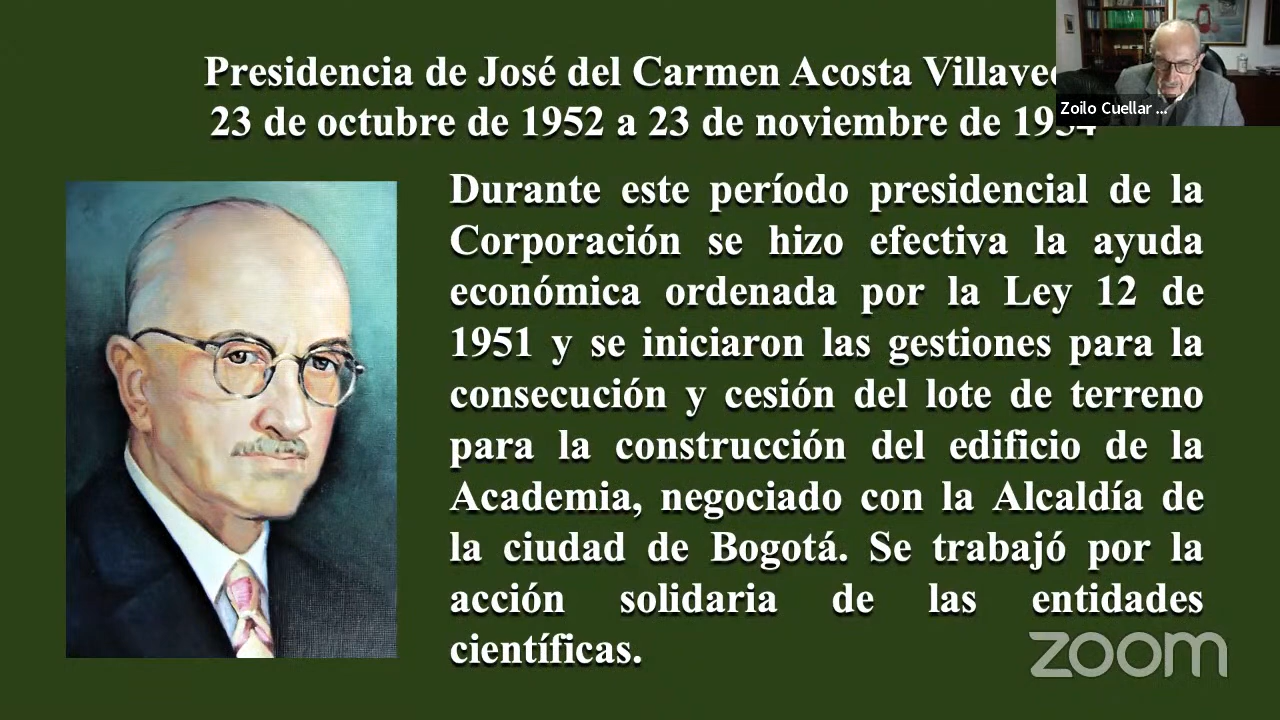 Presidencia de José del Carmen Acosta
23 de octubre de 1952 a 23 de noviembre de
Zoilo Cuellar ...
Durante este período presidencial de la
Corporación se hizo efectiva la ayuda
económica ordenada por la Ley 12 de
1951 y se iniciaron las gestiones para la
consecución y cesión del lote de terreno
para la construcción del edificio de la
Academia, negociado con la Alcaldía de
la ciudad de Bogotá. Se trabajó por la
acción solidaria de las entidades
científicas.
zoom